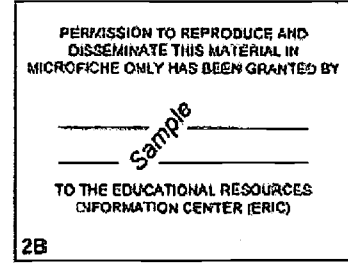 PERMISSION TO REPRODUCE AND
DISSEMINATE THIS MATERIAL IN
MICROFICHE ONLY HAS BEEN GRANTED BY
Sample
TO THE EDUCATIONAL RESOURCES
INFORMATION CENTER (ERIC)
2B